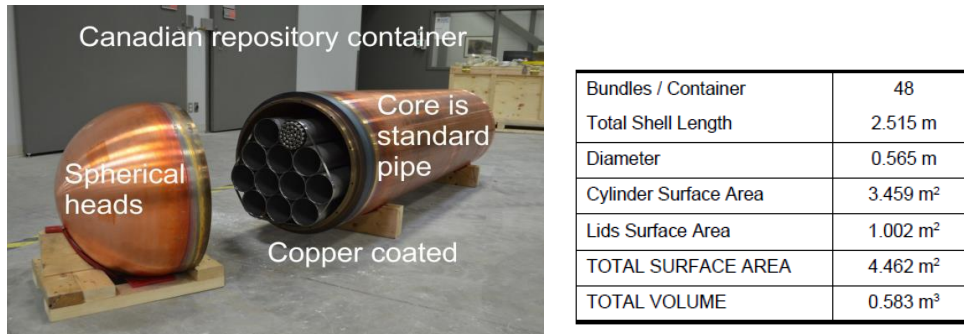 Canadian repository container
Core is
standard
pipe
Spherical
heads
Copper coated
Bundles / Container 48
Total Shell Length 2.515 m
Diameter 0.565 m
Cylinder Surface Area 3.459 m²
Lids Surface Area 1.002 m²
TOTAL SURFACE AREA 4.462 m²
TOTAL VOLUME 0.583 m³